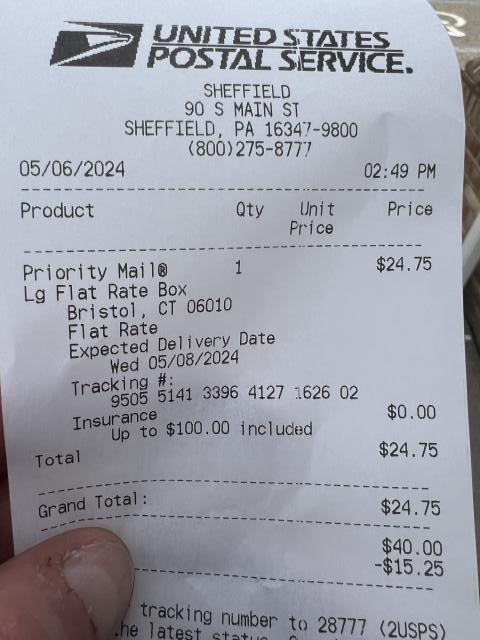 UNITED STATES
POSTAL SERVICE.
SHEFFIELD
90 S MAIN ST
SHEFFIELD, PA 16347-9800
(800)275-8777
05/06/2024 02:49 PM
Product Qty Unit Price
Price
Priority Mail® 1 $24.75
Lg Flat Rate Box
Bristol, CT 06010
Flat Rate
Expected Delivery Date
Wed 05/08/2024
Tracking #:
9505 5141 3396 4127 1626 02
Insurance $0.00
Up to $100.00 included
Total $24.75
Grand Total: $24.75
$40.00
-$15.25
tracking number to 28777 (2USPS)
the latest status.